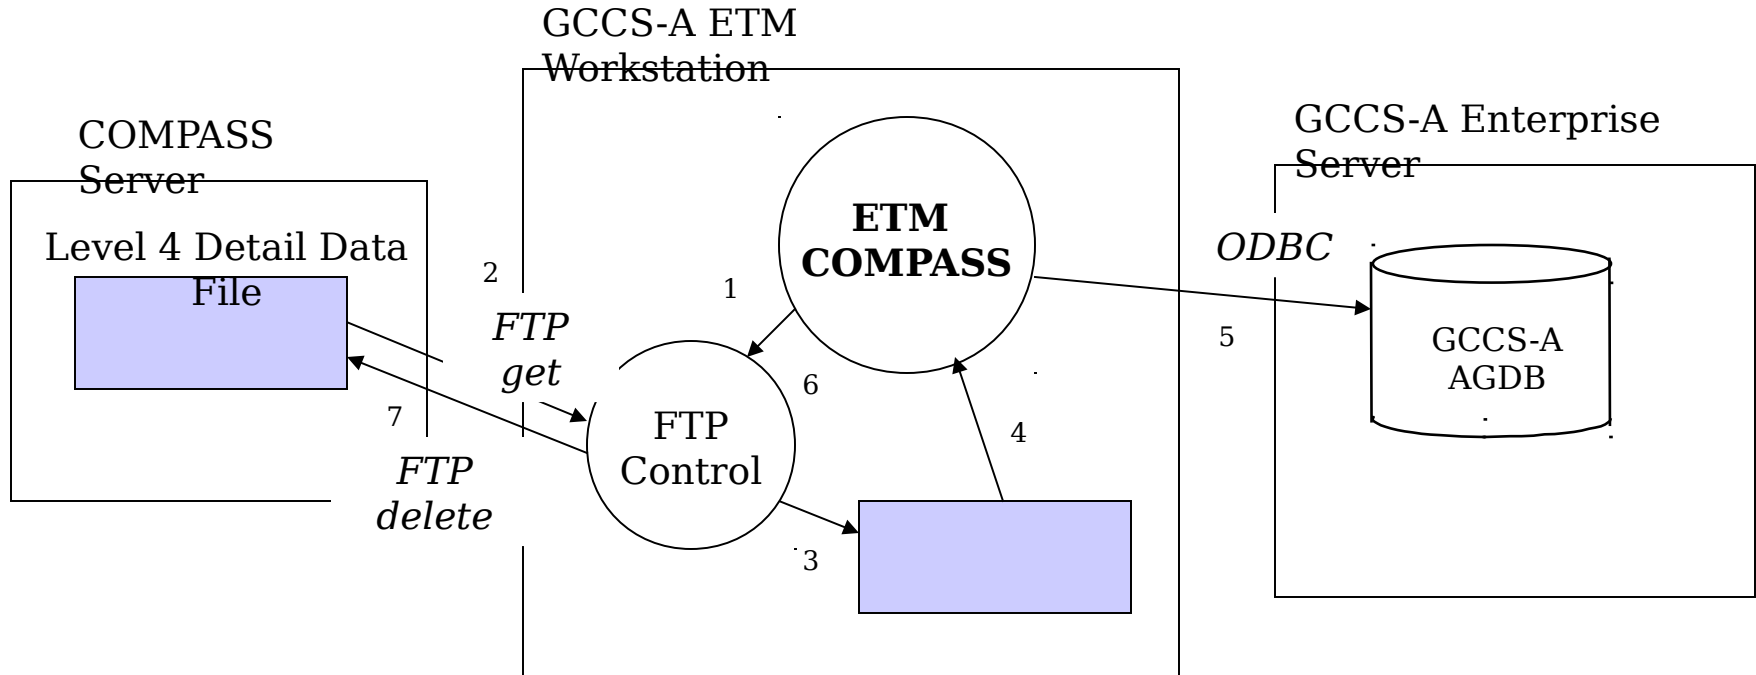 GCCS-A ETM
Workstation
COMPASS
Server
GCCS-A Enterprise
Server
Level 4 Detail Data
File
ETM
COMPASS
ODBC
2
1
FTP
get
5
GCCS-A
AGDB
6
7
FTP
Control
4
FTP
delete
3